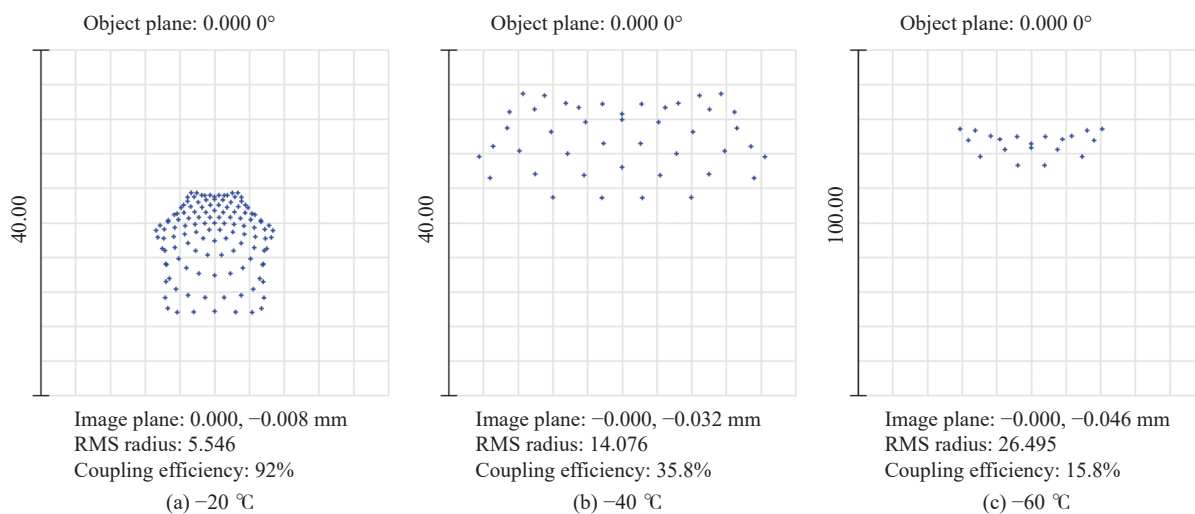 Object plane: 0.000 0°
40.00
Image plane: 0.000, −0.008 mm
RMS radius: 5.546
Coupling efficiency: 92%
(a) −20 ℃
Object plane: 0.000 0°
40.00
Image plane: −0.000, −0.032 mm
RMS radius: 14.076
Coupling efficiency: 35.8%
(b) −40 ℃
Object plane: 0.000 0°
100.00
Image plane: −0.000, −0.046 mm
RMS radius: 26.495
Coupling efficiency: 15.8%
(c) −60 ℃